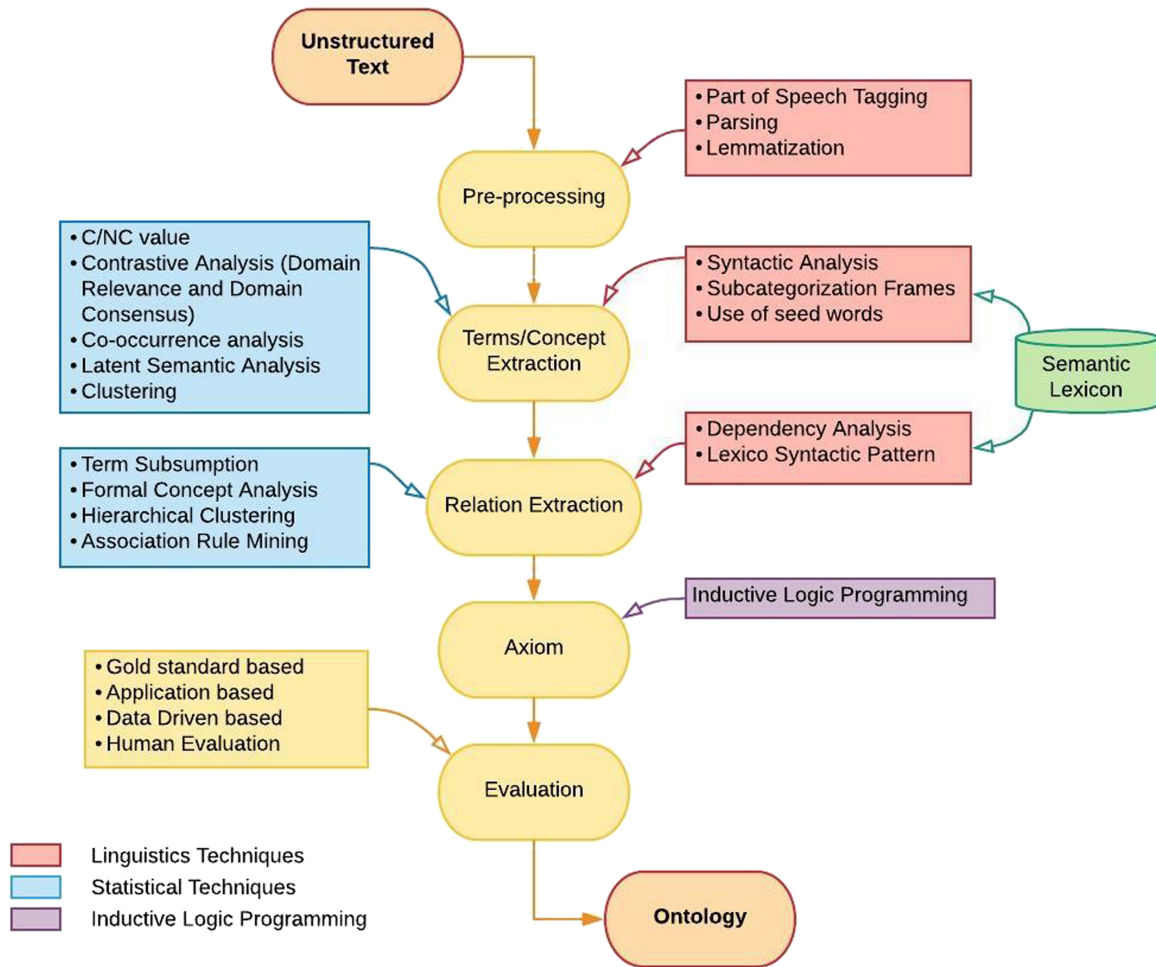 Unstructured
Text
• Part of Speech Tagging
• Parsing
• Lemmatization
Pre-processing
• C/NC value
• Contrastive Analysis (Domain
Relevance and Domain
Consensus)
• Co-occurrence analysis
• Latent Semantic Analysis
• Clustering
• Syntactic Analysis
• Subcategorization Frames
• Use of seed words
Terms/Concept
Extraction
Semantic
Lexicon
• Dependency Analysis
• Lexico Syntactic Pattern
• Term Subsumption
• Formal Concept Analysis
• Hierarchical Clustering
• Association Rule Mining
Relation Extraction
Inductive Logic Programming
Axiom
• Gold standard based
• Application based
• Data Driven based
• Human Evaluation
Evaluation
Linguistics Techniques
Statistical Techniques
Inductive Logic Programming
Ontology